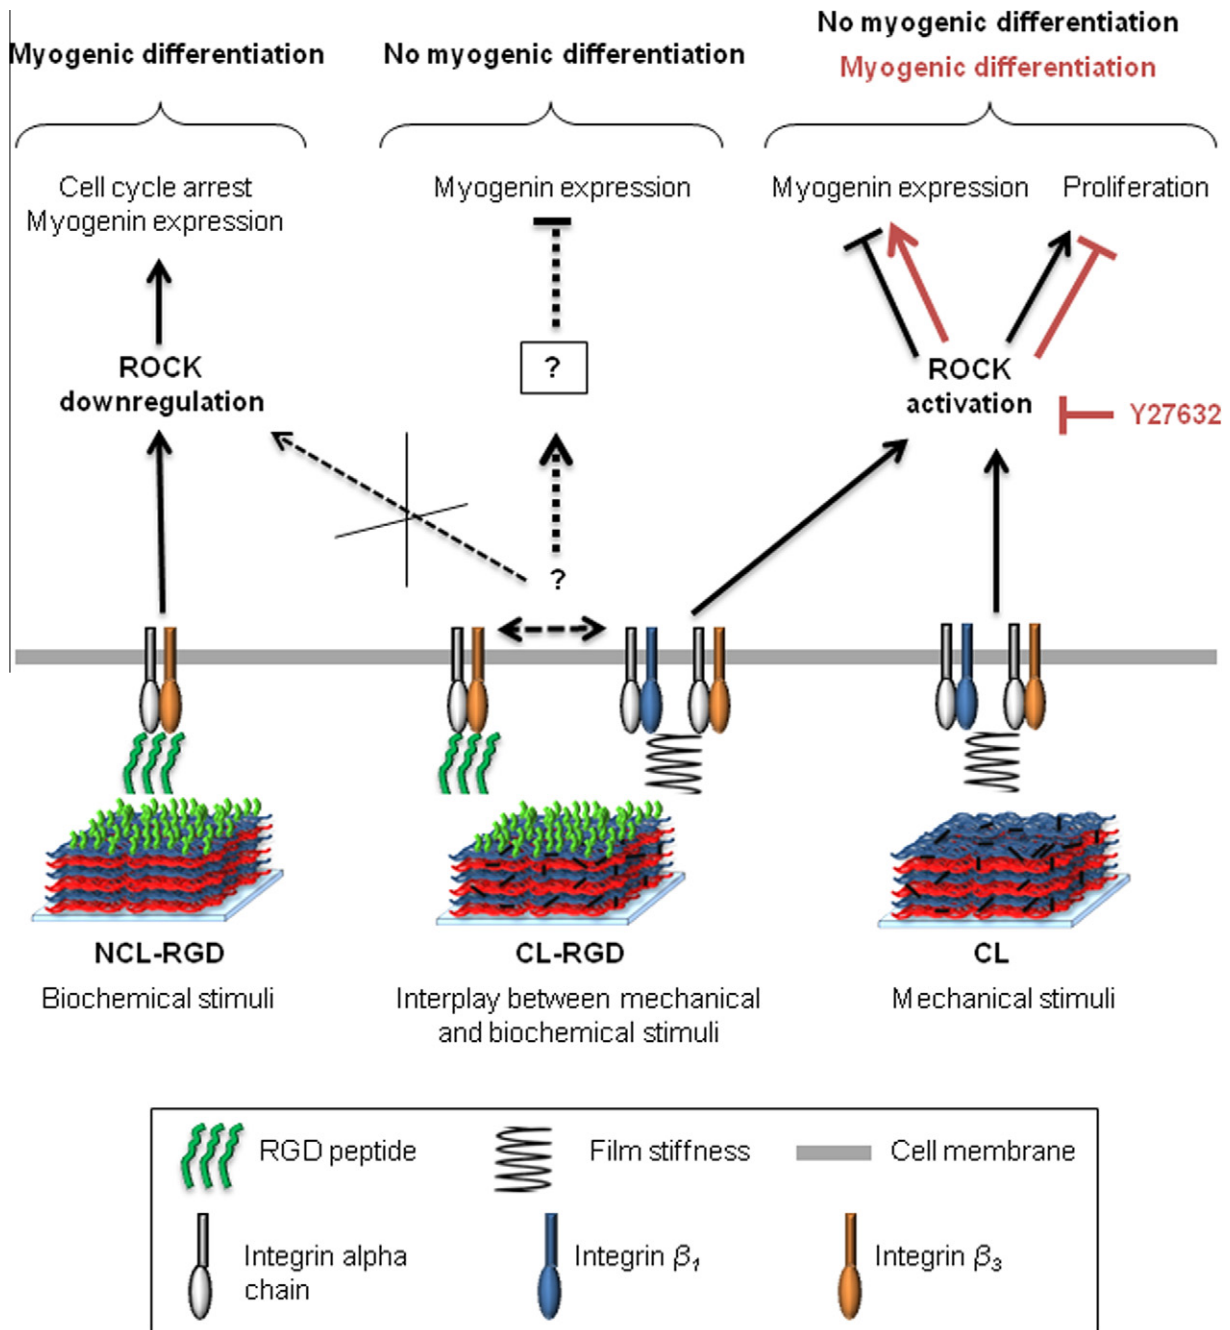 Myogenic differentiation
No myogenic differentiation
No myogenic differentiation
Myogenic differentiation
Cell cycle arrest
Myogenin expression
Myogenin expression
Myogenin expression
Proliferation
ROCK
downregulation
?
ROCK
activation
Y27632
?
NCL-RGD
Biochemical stimuli
CL-RGD
Interplay between mechanical
and biochemical stimuli
CL
Mechanical stimuli
RGD peptide
Film stiffness
Cell membrane
Integrin alpha
chain
Integrin β1
Integrin β3